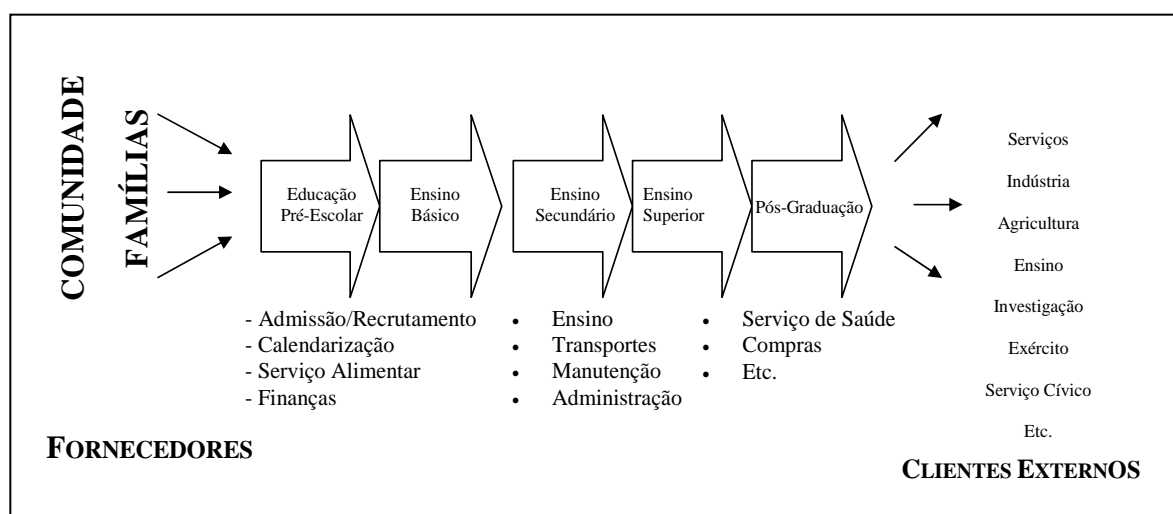 COMUNIDADE
FAMÍLIAS
Educação
Pré-Escolar
Ensino
Básico
Ensino
Secundário
Ensino
Superior
Pós-Graduação
- Admissão/Recrutamento
- Calendarização
- Serviço Alimentar
- Finanças
• Ensino
• Transportes
• Manutenção
• Administração
• Serviço de Saúde
• Compras
• Etc.
Serviços
Indústria
Agricultura
Ensino
Investigação
Exército
Serviço Cívico
Etc.
FORNECEDORES
CLIENTES EXTERNOS